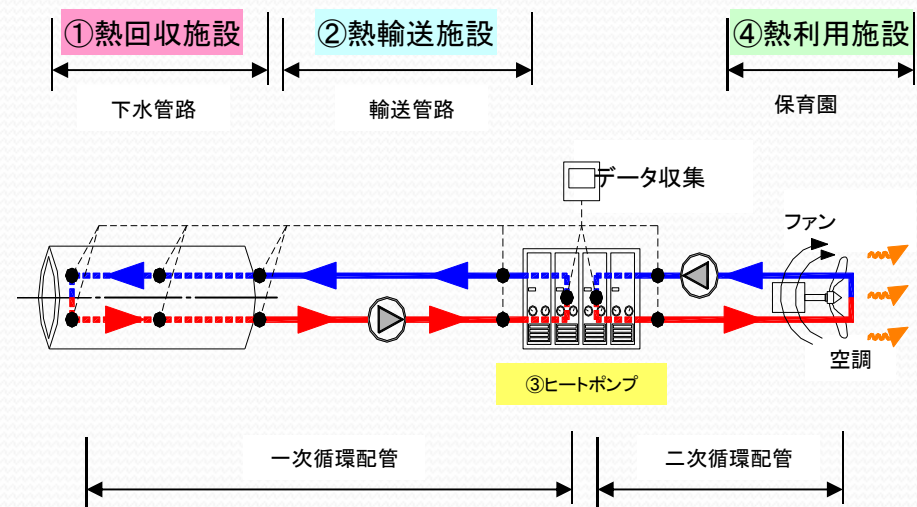 ①熱回収施設
②熱輸送施設
④熱利用施設
下水管路
輸送管路
保育園
データ収集
ファン
空調
③ヒートポンプ
一次循環配管
二次循環配管